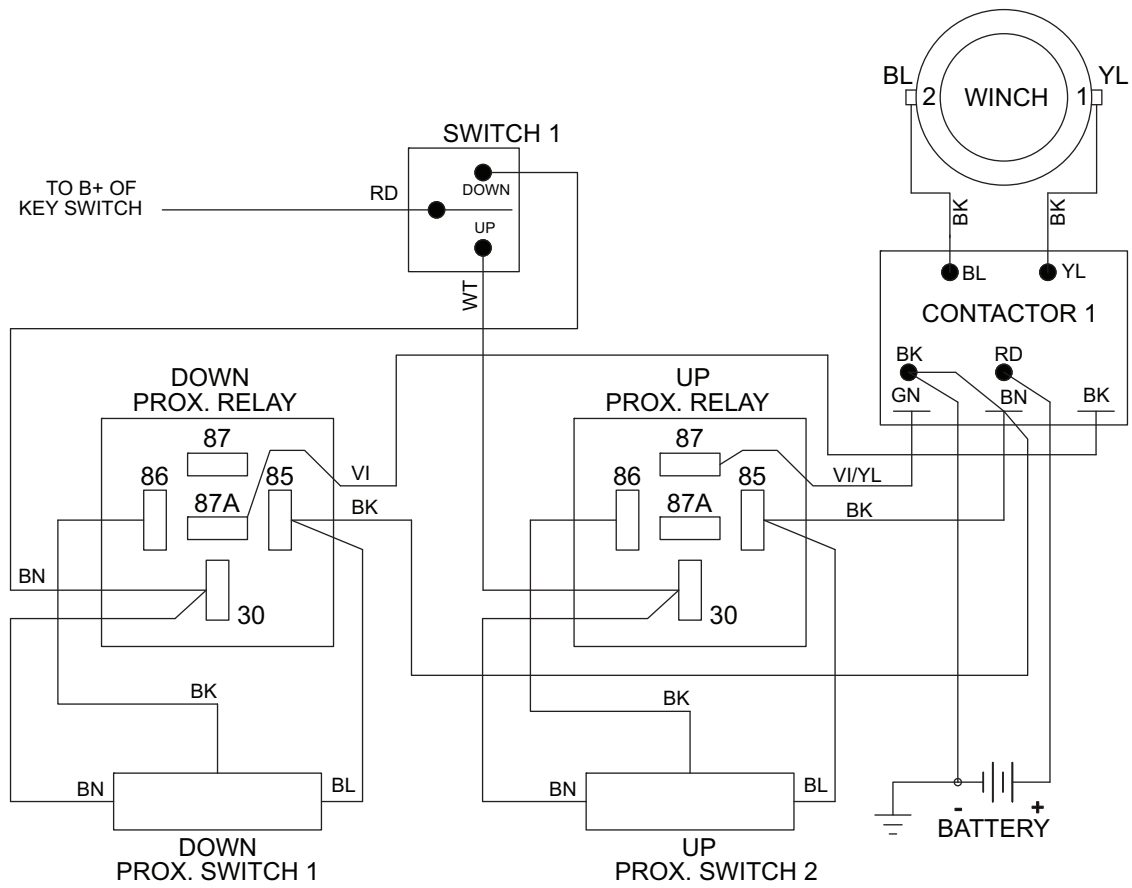 BL
2
WINCH
1
YL
SWITCH 1
TO B+ OF
KEY SWITCH
RD
DOWN
UP
WT
BK
BK
BL
YL
CONTACTOR 1
BK
RD
GN
BN
BK
DOWN
PROX. RELAY
87
86
87A
85
30
VI
BK
BN
UP
PROX. RELAY
87
86
87A
85
30
VI/YL
BK
BK
BN
BL
DOWN
PROX. SWITCH 1
BK
BN
BL
UP
PROX. SWITCH 2
-
+
BATTERY